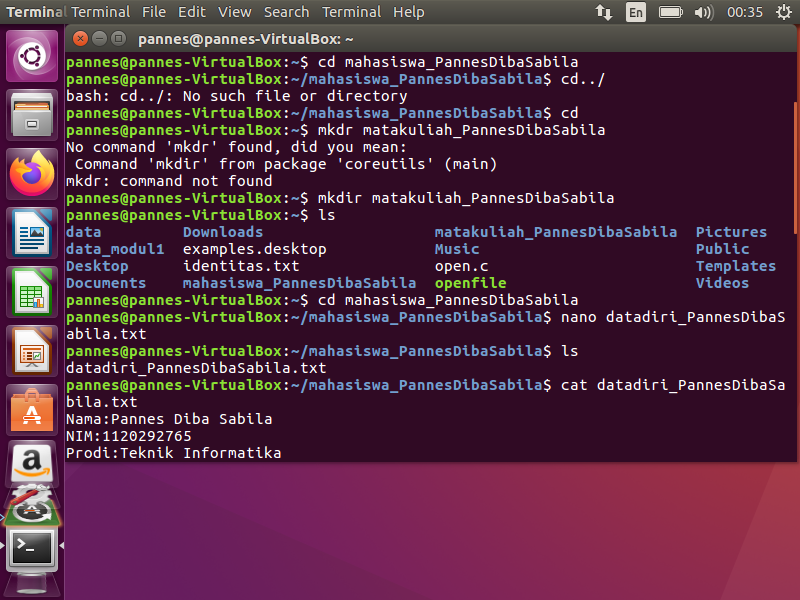 Terminal Terminal File Edit View Search Terminal Help En 00:35
pannes@pannes-VirtualBox: ~
pannes@pannes-VirtualBox:~$ cd mahasiswa_PannesDibaSabila
pannes@pannes-VirtualBox:~/mahasiswa_PannesDibaSabila$ cd../
bash: cd../: No such file or directory
pannes@pannes-VirtualBox:~/mahasiswa_PannesDibaSabila$ cd
pannes@pannes-VirtualBox:~$ mkdr matakuliah_PannesDibaSabila
No command 'mkdr' found, did you mean:
 Command 'mkdir' from package 'coreutils' (main)
mkdr: command not found
pannes@pannes-VirtualBox:~$ mkdir matakuliah_PannesDibaSabila
pannes@pannes-VirtualBox:~$ ls
data Downloads matakuliah_PannesDibaSabila Pictures
data_modul1 examples.desktop Music Public
Desktop identitas.txt open.c Templates
Documents mahasiswa_PannesDibaSabila openfile Videos
pannes@pannes-VirtualBox:~$ cd mahasiswa_PannesDibaSabila
pannes@pannes-VirtualBox:~/mahasiswa_PannesDibaSabila$ nano datadiri_PannesDibaS
abila.txt
pannes@pannes-VirtualBox:~/mahasiswa_PannesDibaSabila$ ls
datadiri_PannesDibaSabila.txt
pannes@pannes-VirtualBox:~/mahasiswa_PannesDibaSabila$ cat datadiri_PannesDibaSa
bila.txt
Nama:Pannes Diba Sabila
NIM:1120292765
Prodi:Teknik Informatika